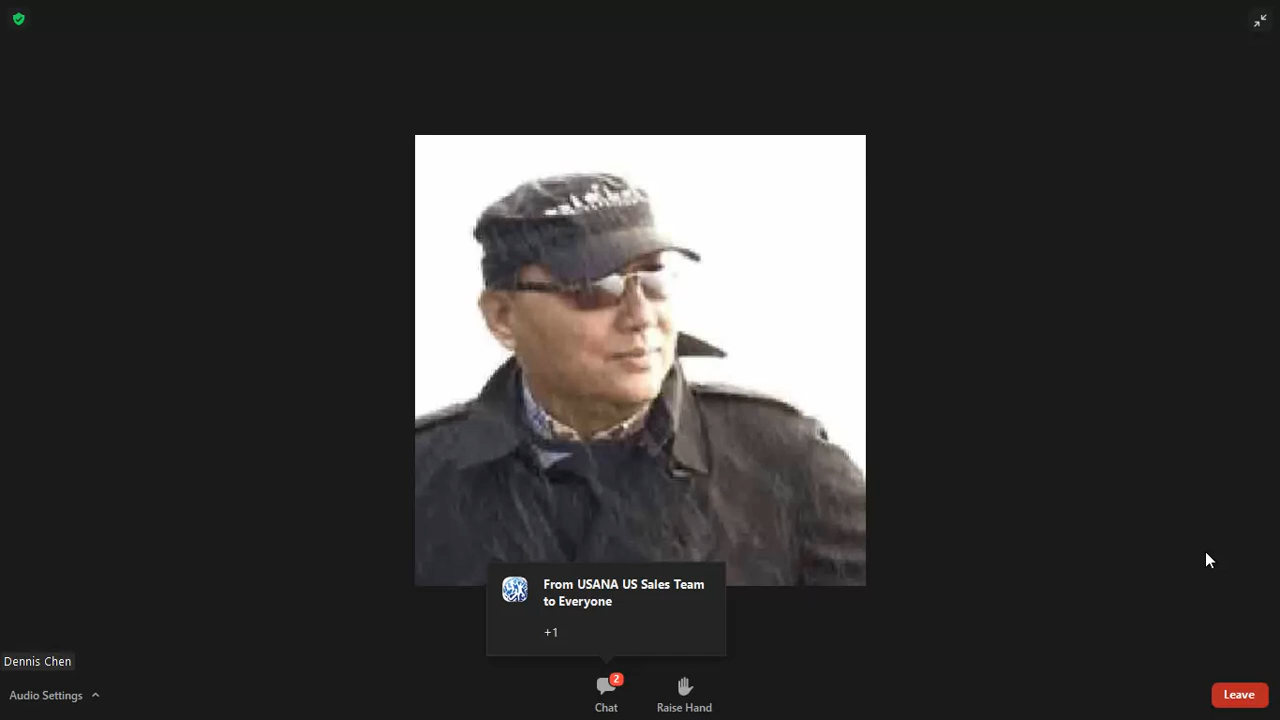 From USANA US Sales Team
to Everyone
+1
Dennis Chen
Audio Settings
2
Chat
Raise Hand
Leave